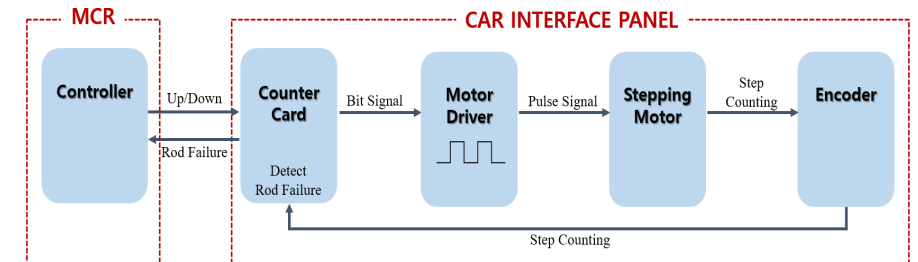 MCR
CAR INTERFACE PANEL
Controller
Up/Down
Rod Failure
Counter
Card
Detect
Rod Failure
Bit Signal
Motor
Driver
Pulse Signal
Stepping
Motor
Step
Counting
Encoder
Step Counting